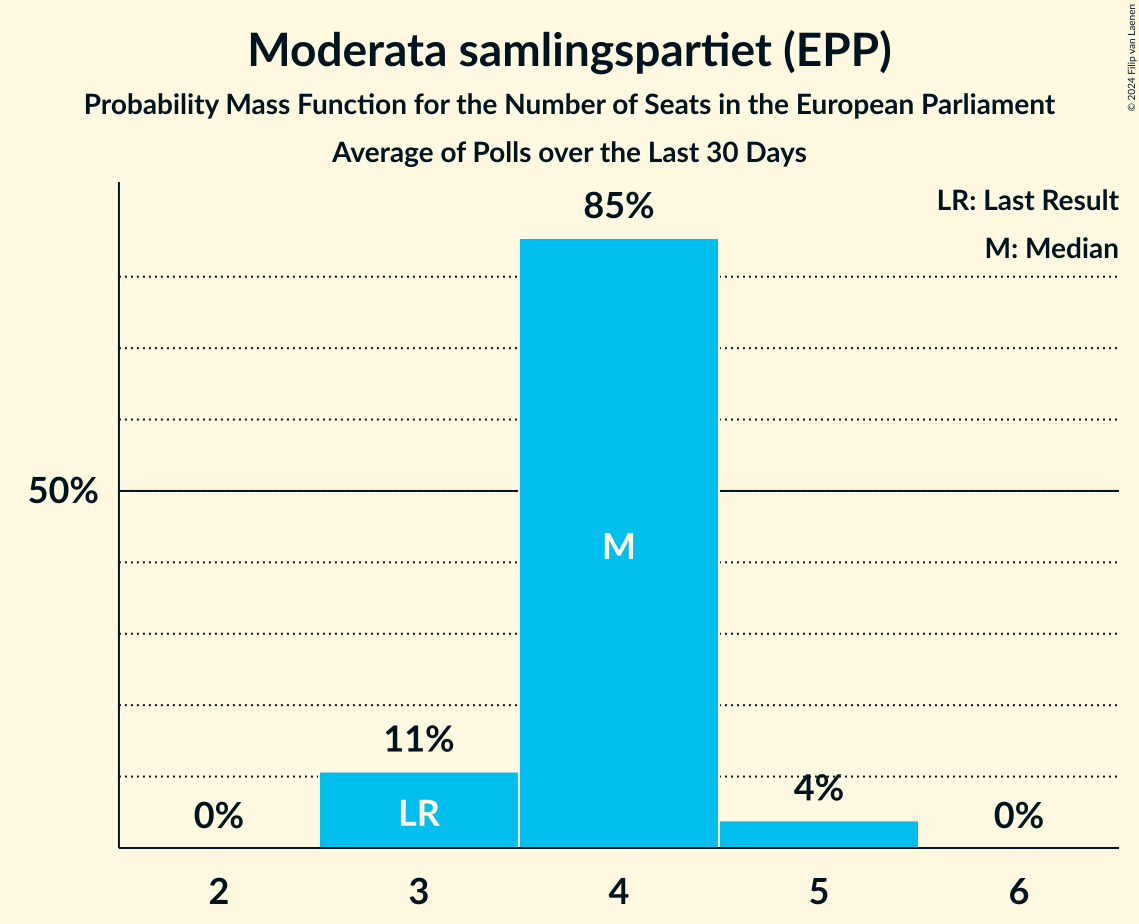 Moderata samlingspartiet (EPP)
Probability Mass Function for the Number of Seats in the European Parliament
Average of Polls over the Last 30 Days
© 2024 Filip van Laenen
LR: Last Result
M: Median
85%
50%
M
11%
LR
4%
0%
0%
2 3 4 5 6